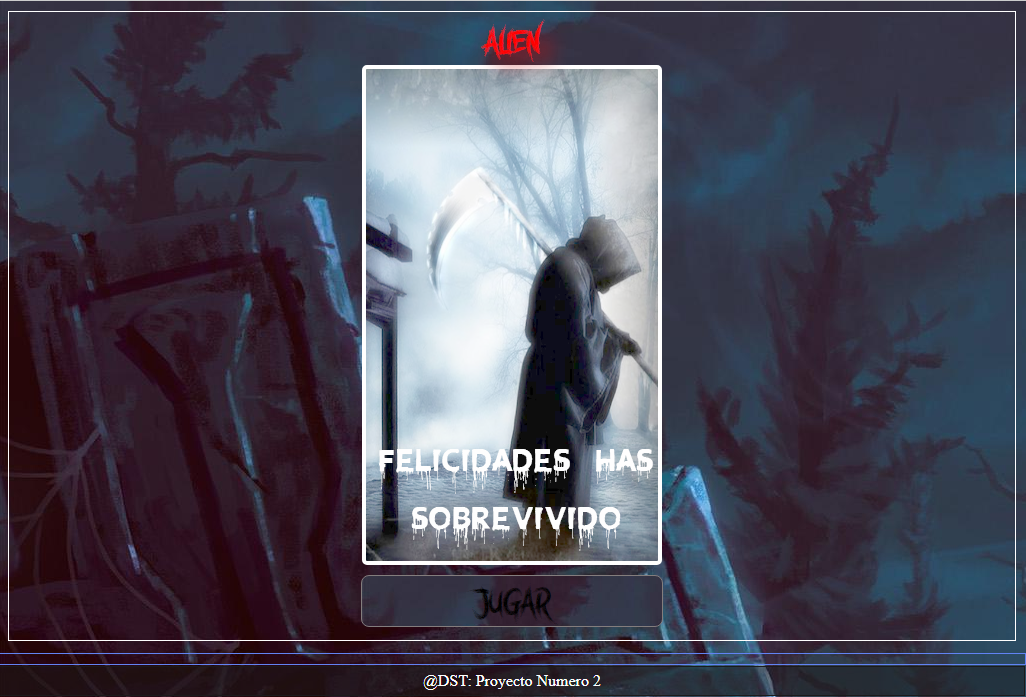 ALIEN
FELICIDADES HAS
SOBREVIVIDO
JUGAR
@DST: Proyecto Numero 2